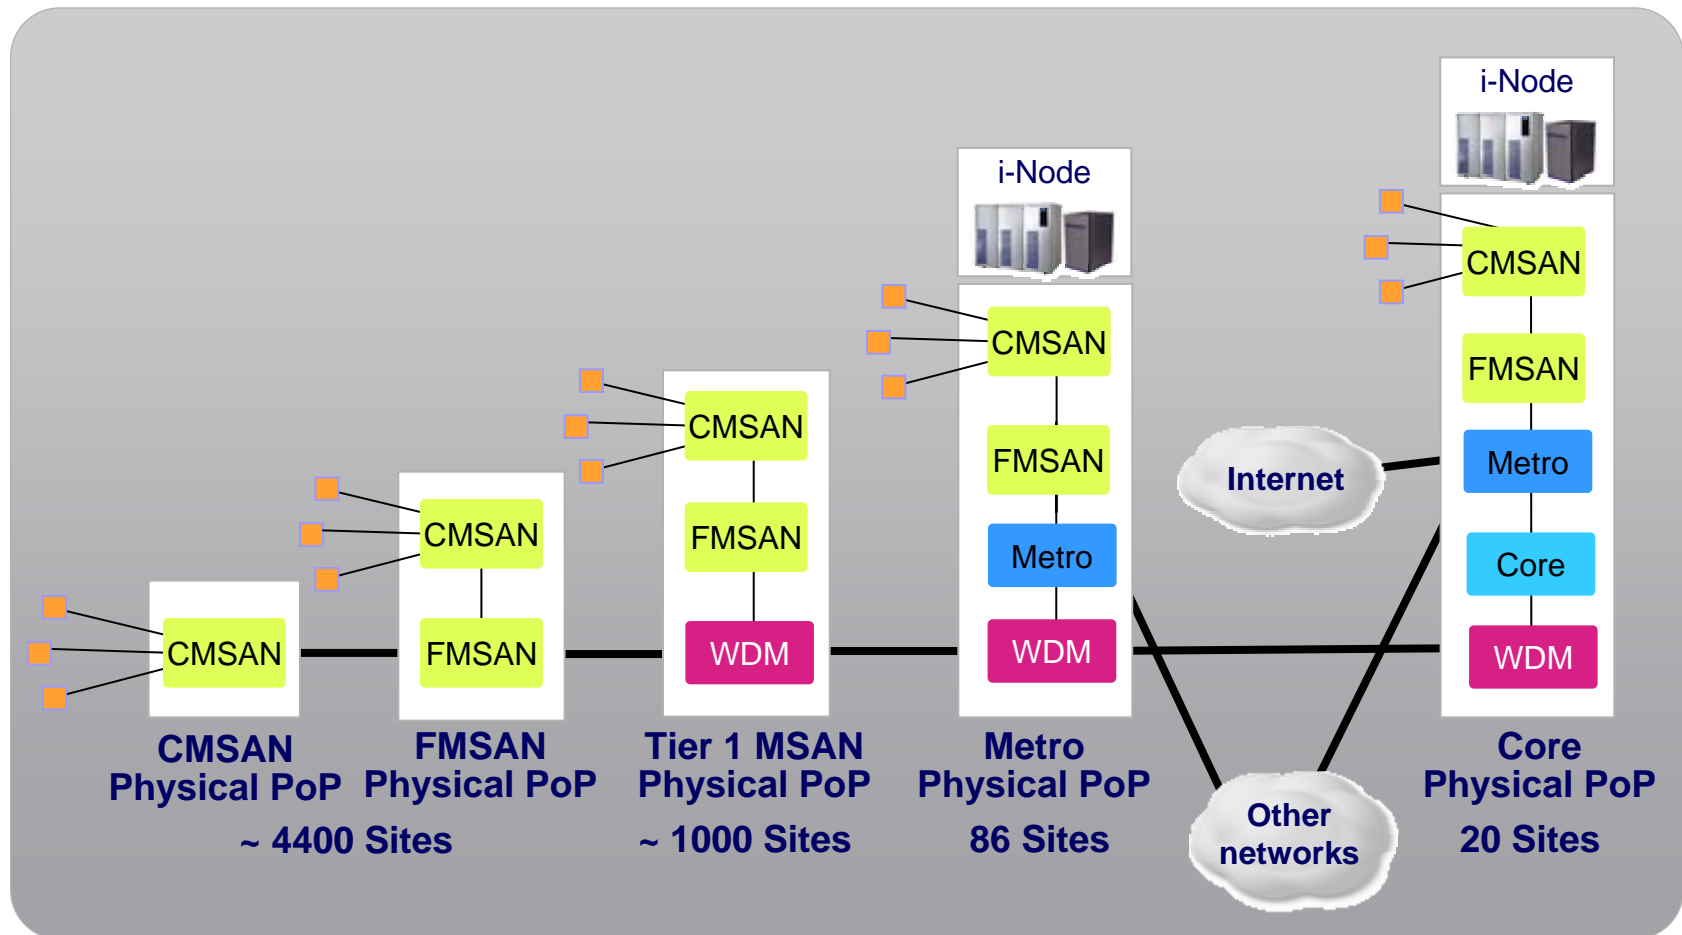 i-Node
i-Node
CMSAN
FMSAN
Metro
Core
WDM
CMSAN
FMSAN
Metro
WDM
CMSAN
FMSAN
WDM
CMSAN
FMSAN
CMSAN
Internet
Other
networks
CMSAN
Physical PoP
FMSAN
Physical PoP
~ 4400 Sites
Tier 1 MSAN
Physical PoP
~ 1000 Sites
Metro
Physical PoP
86 Sites
Core
Physical PoP
20 Sites